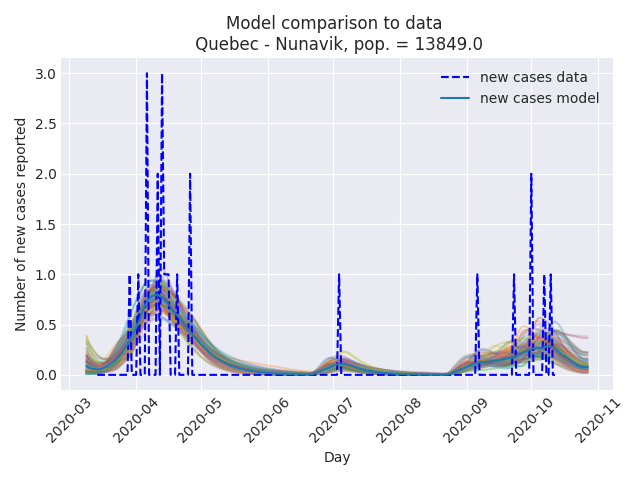 Model comparison to data
Quebec - Nunavik, pop. = 13849.0
new cases data
new cases model
Number of new cases reported
3.0
2.5
2.0
1.5
1.0
0.5
0.0
2020-03
2020-04
2020-05
2020-06
2020-07
2020-08
2020-09
2020-10
2020-11
Day